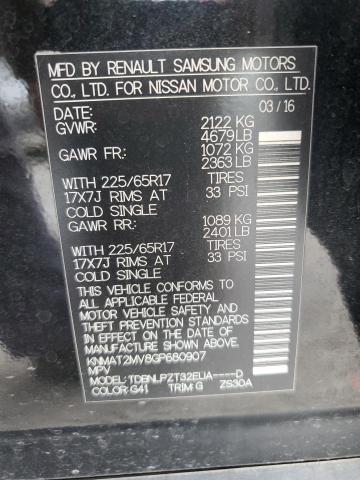 MFD BY RENAULT SAMSUNG MOTORS
CO., LTD. FOR NISSAN MOTOR CO., LTD.
DATE: 03/16
GVWR: 2122 KG
4679 LB
GAWR FR: 1072 KG
2363 LB
WITH 225/65R17 TIRES
17X7J RIMS AT 33 PSI
COLD SINGLE
GAWR RR: 1089 KG
2401 LB
WITH 225/65R17 TIRES
17X7J RIMS AT 33 PSI
COLD SINGLE
THIS VEHICLE CONFORMS TO ALL
APPLICABLE FEDERAL
MOTOR VEHICLE SAFETY AND
THEFT PREVENTION STANDARDS
IN EFFECT ON THE DATE OF
MANUFACTURE SHOWN ABOVE.
KNMAT2MV8GP680907
MPV
MODEL: TDBNLPZT32EUA----D
COLOR: G41 TRIM: G ZS30A